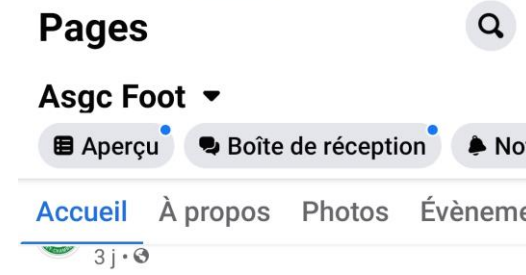 Pages
Asgc Foot
Aperçu Boîte de réception
Accueil À propos Photos
3 j